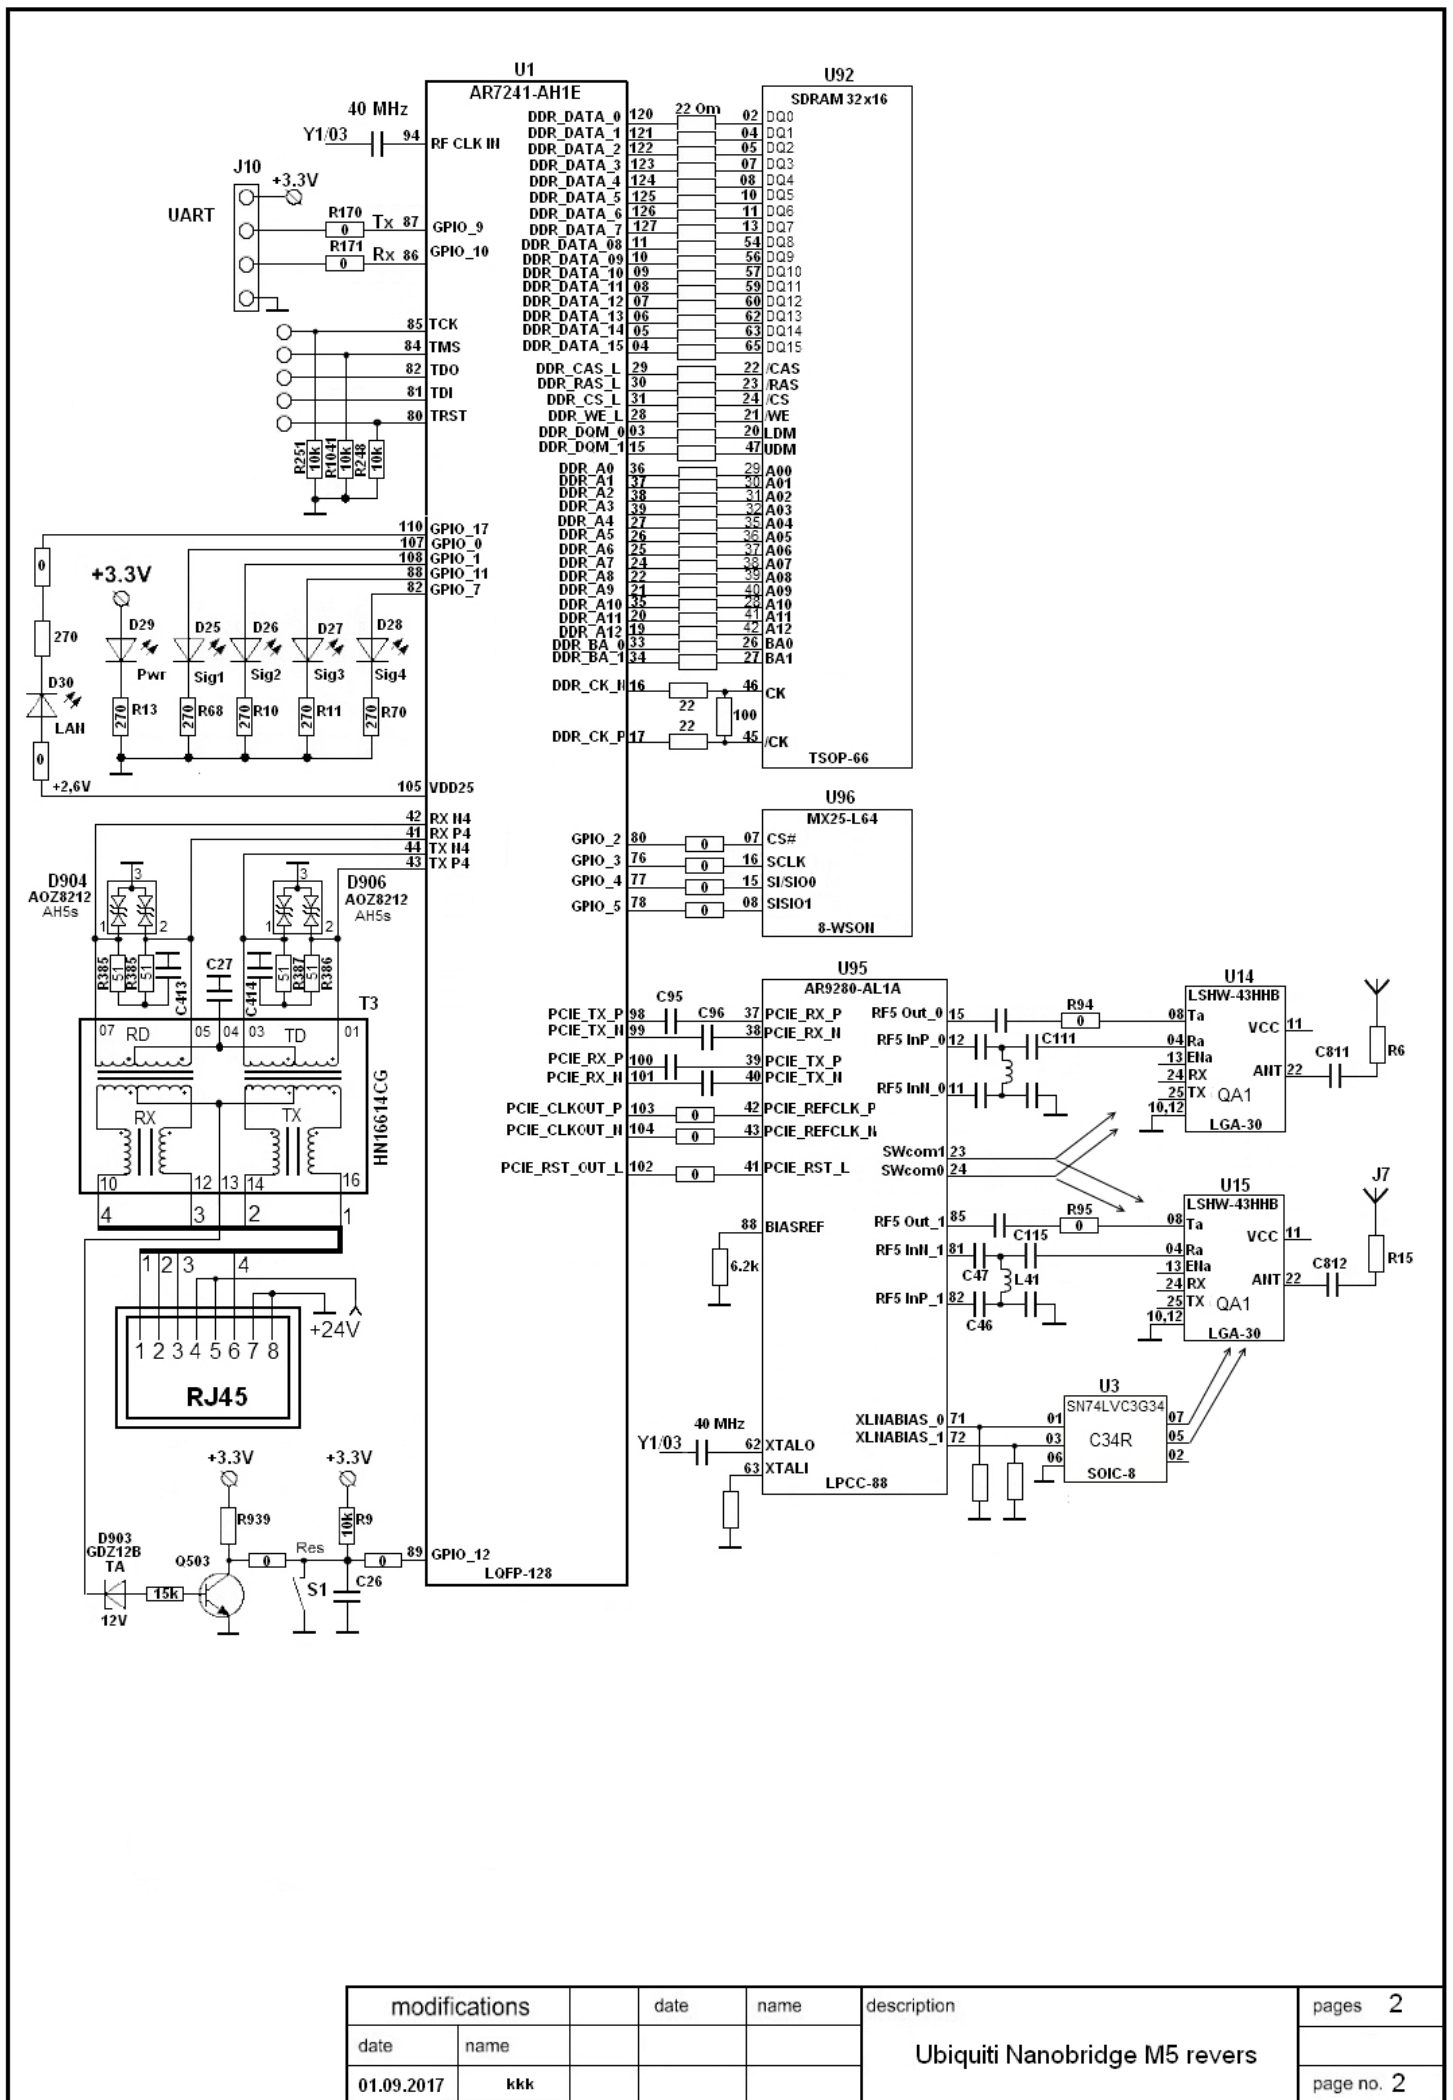 U1
AR7241-AH1E
40 MHz
Y1/03
94 RF CLK IN
J10
+3.3V
UART
R170
0
Tx 87 GPIO_9
R171
0
Rx 86 GPIO_10
85 TCK
84 TMS
82 TDO
81 TDI
80 TRST
R251 10k
R1041 10k
R248 10k
110 GPIO_17
107 GPIO_0
108 GPIO_1
88 GPIO_11
82 GPIO_7
0
+3.3V
270
D29
D25
D26
D27
D28
Pwr
Sig1
Sig2
Sig3
Sig4
D30
LAN
270 R13
270 R68
270 R10
270 R11
270 R70
0
+2,6V
105 VDD25
42 RX N4
41 RX P4
44 TX N4
43 TX P4
D904
AOZ8212
AH5s
3
1
2
D906
AOZ8212
AH5s
3
1
2
R385 51
R385 51
C413
C27
C414
R387 51
R386 51
T3
07
05
04
03
01
RD
TD
RX
TX
HN16614CG
10
12
13
14
16
4
3
2
1
1
2
3
4
+24V
1 2 3 4 5 6 7 8
RJ45
+3.3V
+3.3V
R939
10k R9
D903
GDZ12B
TA
12V
15k
Q503
0
Res
S1
0
C26
89 GPIO_12
LQFP-128
DDR_DATA_0 120
DDR_DATA_1 121
DDR_DATA_2 122
DDR_DATA_3 123
DDR_DATA_4 124
DDR_DATA_5 125
DDR_DATA_6 126
DDR_DATA_7 127
DDR_DATA_08 11
DDR_DATA_09 10
DDR_DATA_10 09
DDR_DATA_11 08
DDR_DATA_12 07
DDR_DATA_13 06
DDR_DATA_14 05
DDR_DATA_15 04
DDR_CAS_L 29
DDR_RAS_L 30
DDR_CS_L 31
DDR_WE_L 28
DDR_DQM_0 03
DDR_DQM_1 15
DDR_A0 36
DDR_A1 37
DDR_A2 38
DDR_A3 39
DDR_A4 27
DDR_A5 26
DDR_A6 25
DDR_A7 24
DDR_A8 22
DDR_A9 21
DDR_A10 35
DDR_A11 20
DDR_A12 19
DDR_BA_0 33
DDR_BA_1 34
DDR_CK_N 16
DDR_CK_P 17
22 Om
22
22
100
U92
SDRAM 32x16
02 DQ0
04 DQ1
05 DQ2
07 DQ3
08 DQ4
10 DQ5
11 DQ6
13 DQ7
54 DQ8
56 DQ9
57 DQ10
59 DQ11
60 DQ12
62 DQ13
63 DQ14
65 DQ15
22 /CAS
23 /RAS
24 /CS
21 /WE
20 LDM
47 UDM
29 A00
30 A01
31 A02
32 A03
35 A04
36 A05
37 A06
38 A07
39 A08
40 A09
28 A10
41 A11
42 A12
26 BA0
27 BA1
46 CK
45 /CK
TSOP-66
U96
MX25-L64
GPIO_2 80 0 07 CS#
GPIO_3 76 0 16 SCLK
GPIO_4 77 0 15 SI/SIO0
GPIO_5 78 0 08 SISIO1
8-WSON
U95
AR9280-AL1A
C95
C96
PCIE_TX_P 98 37 PCIE_RX_P
PCIE_TX_N 99 38 PCIE_RX_N
PCIE_RX_P 100 39 PCIE_TX_P
PCIE_RX_N 101 40 PCIE_TX_N
PCIE_CLKOUT_P 103 0 42 PCIE_REFCLK_P
PCIE_CLKOUT_N 104 0 43 PCIE_REFCLK_N
PCIE_RST_OUT_L 102 0 41 PCIE_RST_L
88 BIASREF
6.2k
40 MHz
Y1/03
62 XTALO
63 XTALI
LPCC-88
RF5 Out_0 15
RF5 InP_0 12
RF5 InN_0 11
SWcom1 23
SWcom0 24
RF5 Out_1 85
RF5 InN_1 81
RF5 InP_1 82
XLNABIAS_0 71
XLNABIAS_1 72
R94
0
C111
R95
0
C115
C47
L41
C46
U14
LSHW-43HHB
08 Ta
04 Ra
13 ENa
24 RX
25 TX
10,12
VCC 11
ANT 22
QA1
LGA-30
C811
R6
U15
LSHW-43HHB
08 Ta
04 Ra
13 ENa
24 RX
25 TX
10,12
VCC 11
ANT 22
QA1
LGA-30
C812
J7
R15
U3
SN74LVC3G34
01
03
06
07
05
02
C34R
SOIC-8
modifications
date
name
description
pages 2
date
name
Ubiquiti Nanobridge M5 revers
01.09.2017
kkk
page no. 2